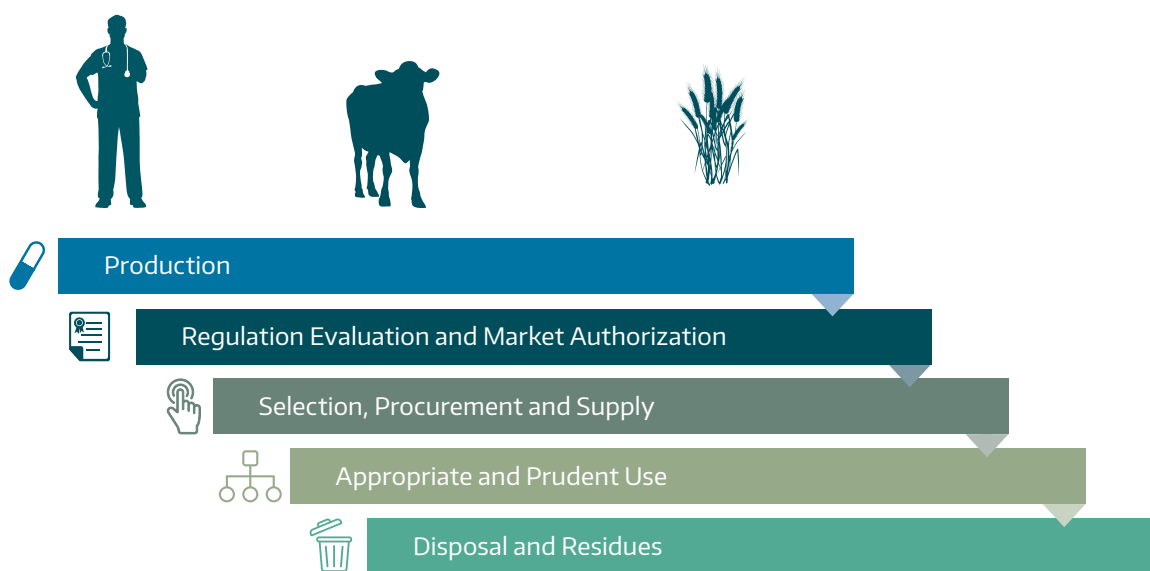 Production
Regulation Evaluation and Market Authorization
Selection, Procurement and Supply
Appropriate and Prudent Use
Disposal and Residues